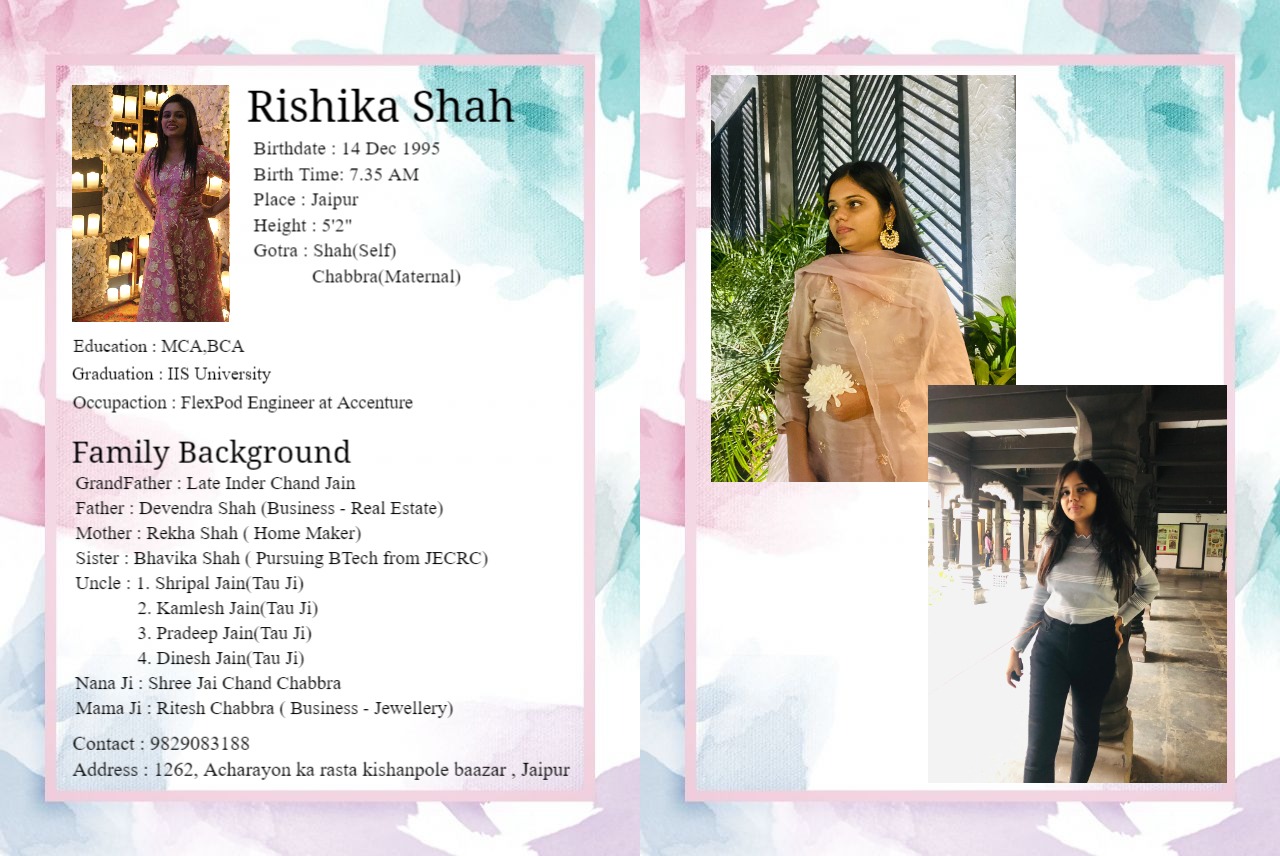 Rishika Shah
Birthdate : 14 Dec 1995
Birth Time: 7.35 AM
Place : Jaipur
Height : 5'2"
Gotra : Shah(Self)
Chabbra(Maternal)
Education : MCA,BCA
Graduation : IIS University
Occupaction : FlexPod Engineer at Accenture
Family Background
GrandFather : Late Inder Chand Jain
Father : Devendra Shah (Business - Real Estate)
Mother : Rekha Shah ( Home Maker)
Sister : Bhavika Shah ( Pursuing BTech from JECRC)
Uncle : 1. Shripal Jain(Tau Ji)
2. Kamlesh Jain(Tau Ji)
3. Pradeep Jain(Tau Ji)
4. Dinesh Jain(Tau Ji)
Nana Ji : Shree Jai Chand Chabbra
Mama Ji : Ritesh Chabbra ( Business - Jewellery)
Contact : 9829083188
Address : 1262, Acharayon ka rasta kishanpole baazar , Jaipur